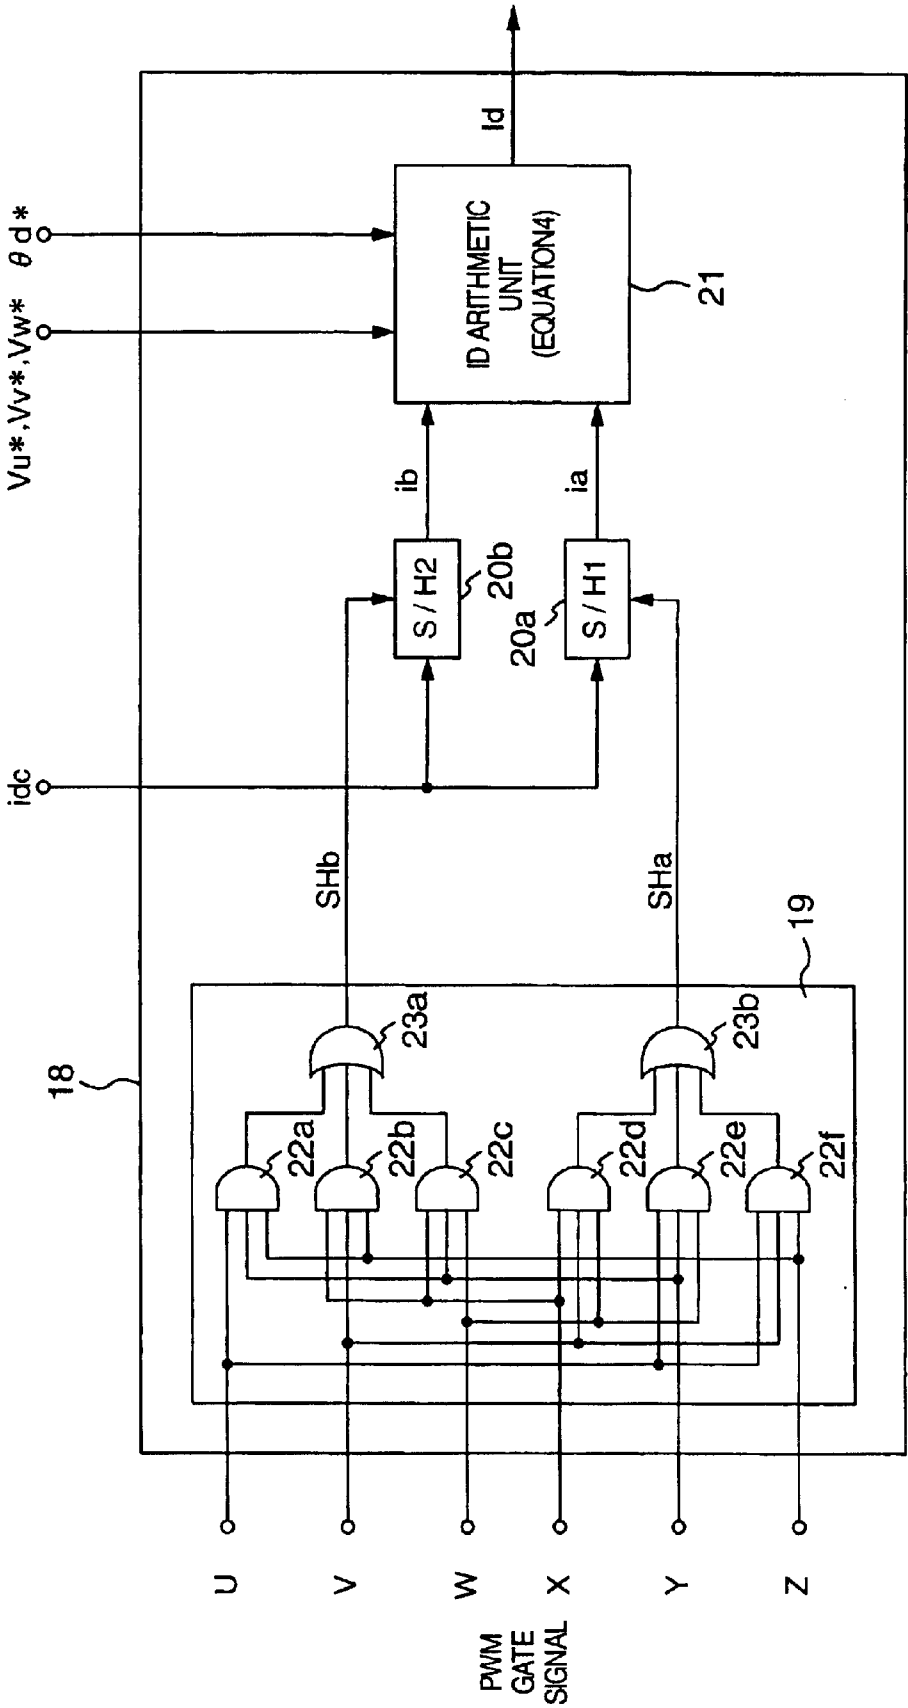 Vu*,Vv*,Vw*
θd*
idc
18
SHb
SHa
ib
ia
Id
S/H2
20b
S/H1
20a
ID ARITHMETIC
UNIT
(EQUATION4)
21
19
23a
23b
22a
22b
22c
22d
22e
22f
U
V
W
X
Y
Z
PWM
GATE
SIGNAL